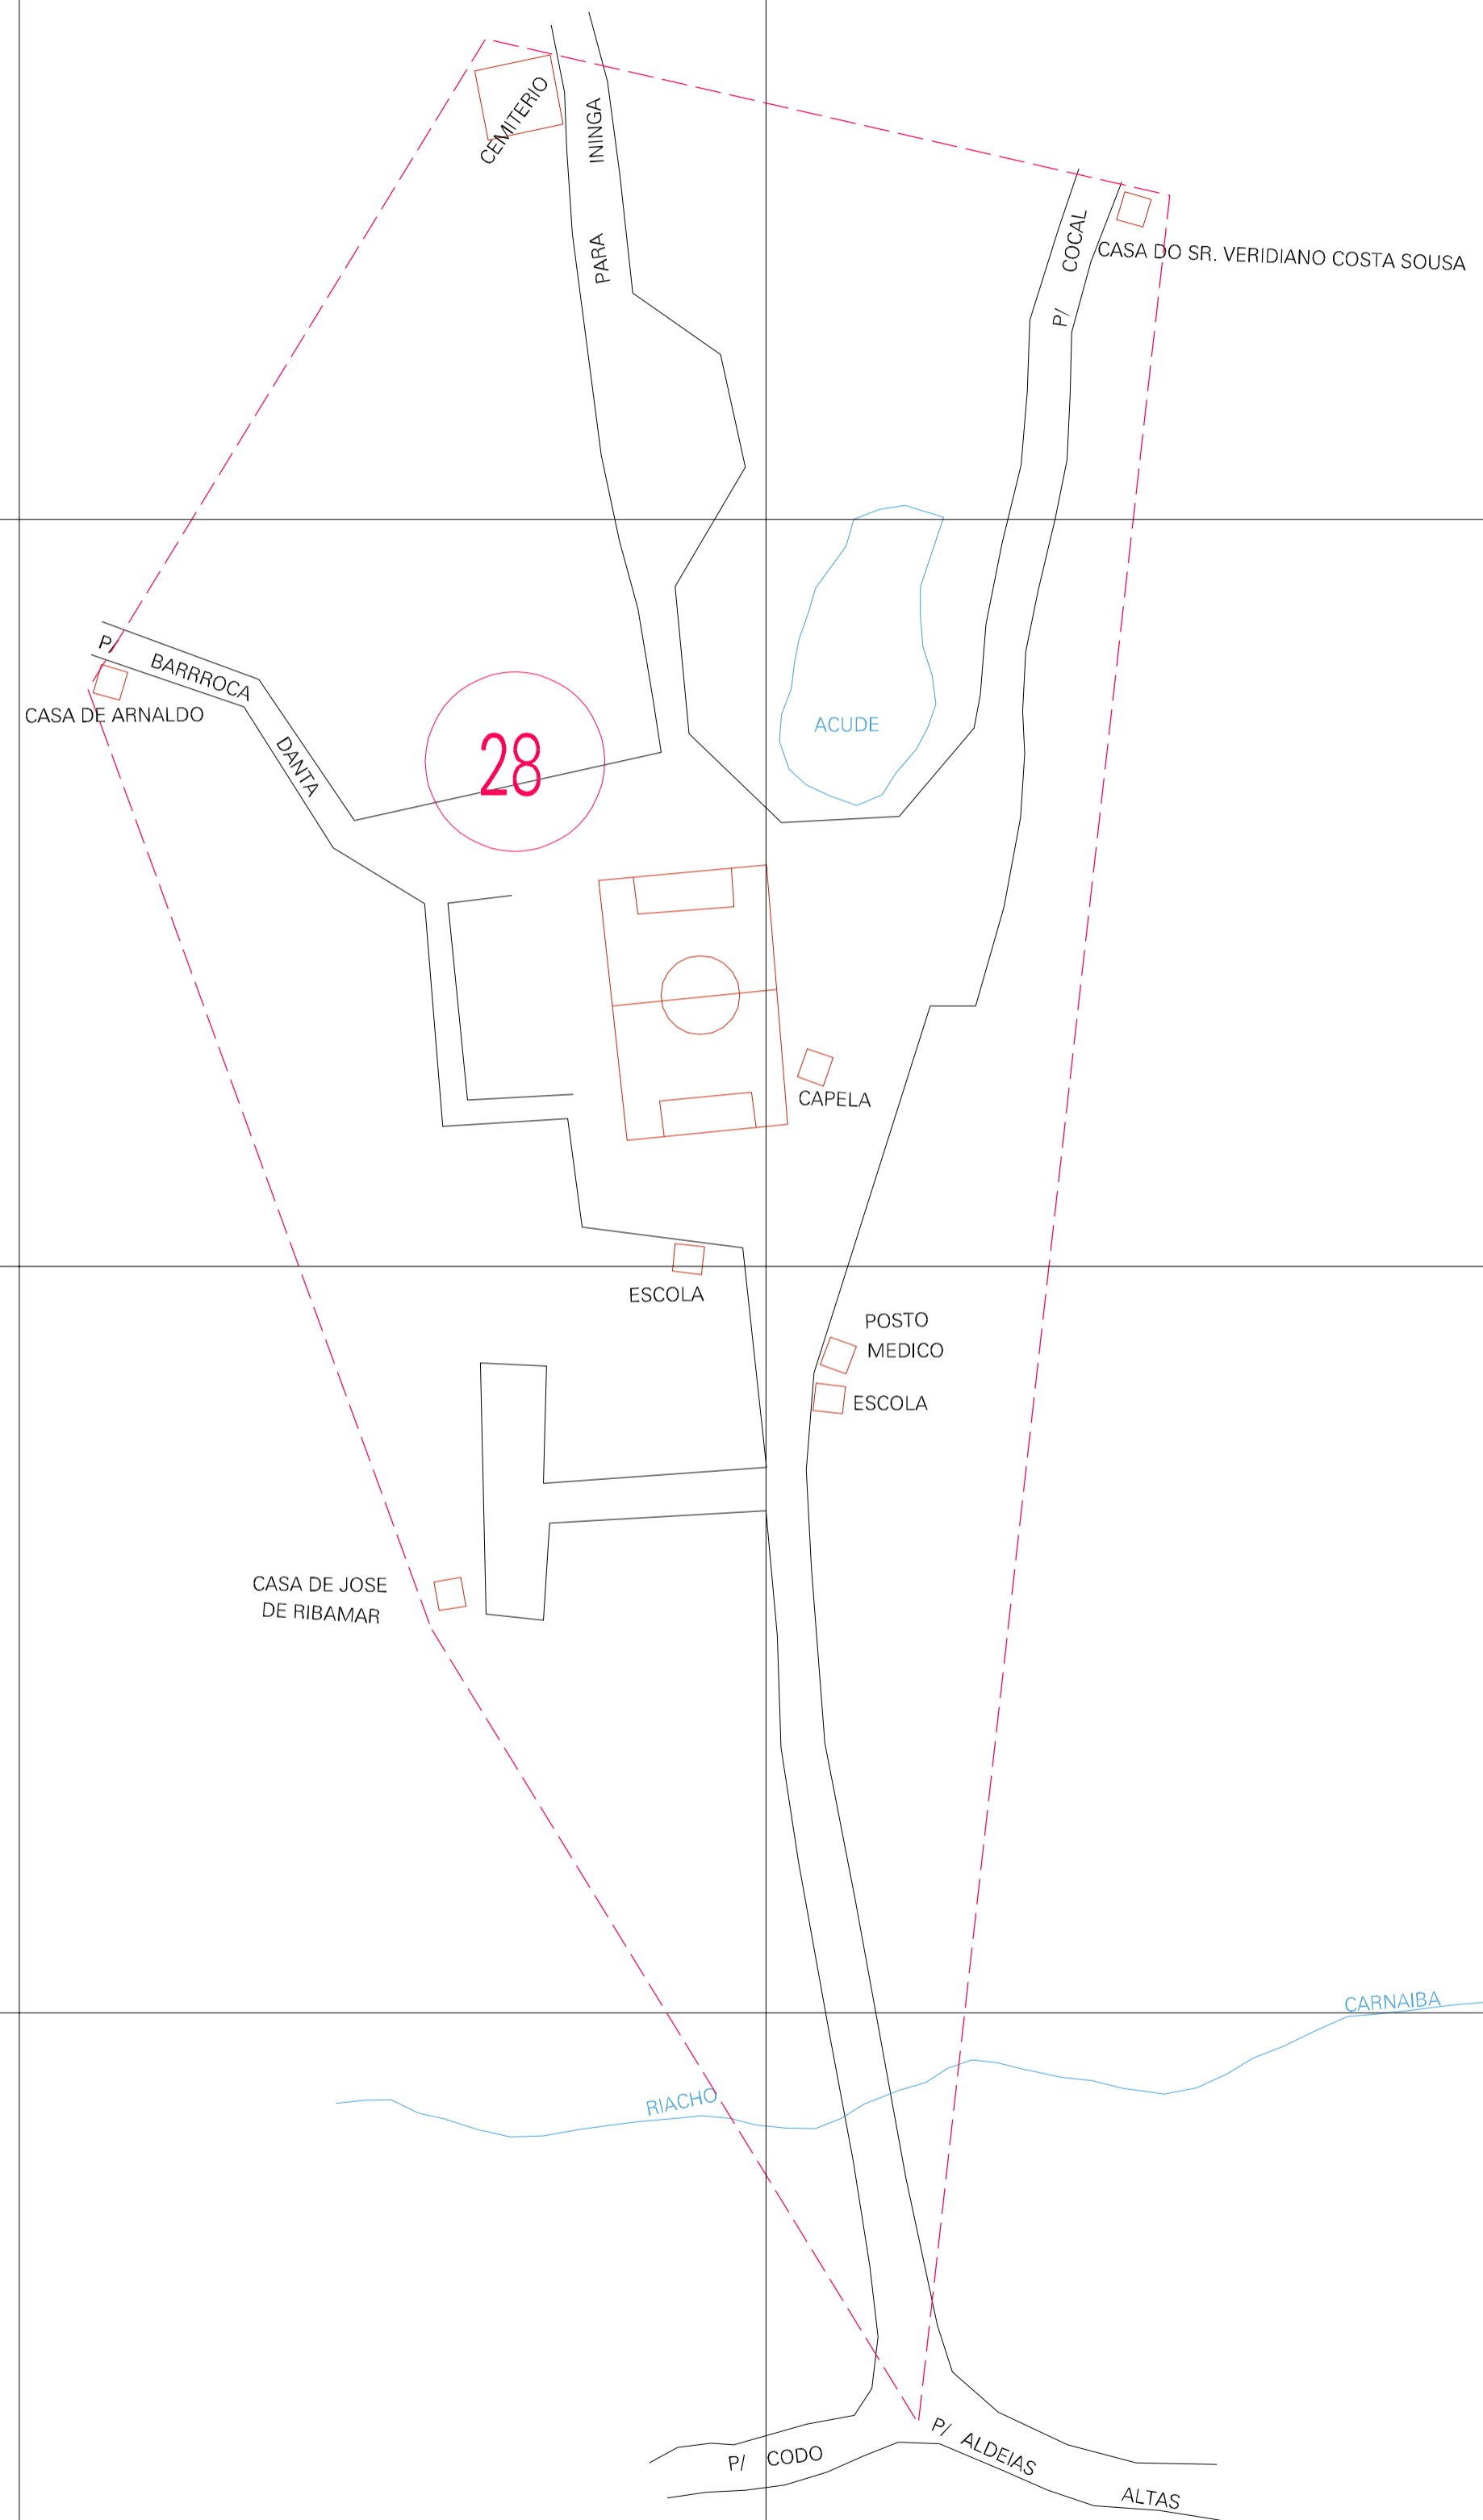 CEMITERIO
PARA ININGA
P/ COCAL
CASA DO SR. VERIDIANO COSTA SOUSA
P/ BARRROCA
DANTA
CASA DE ARNALDO
28
ACUDE
CAPELA
ESCOLA
POSTO
MEDICO
ESCOLA
CASA DE JOSE
DE RIBAMAR
CARNAIBA
RIACHO
P/ CODO
P/ ALDEIAS
ALTAS